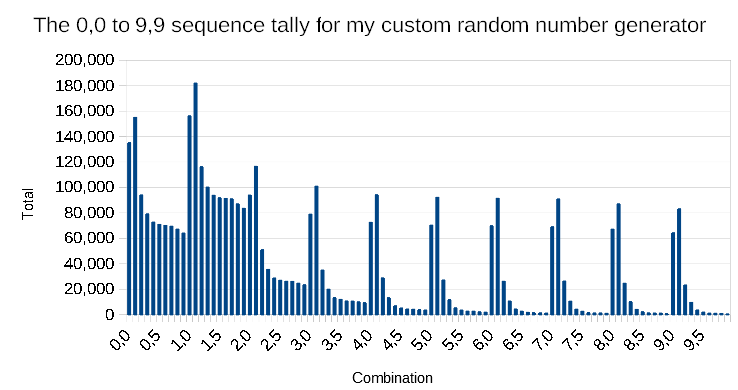 The 0,0 to 9,9 sequence tally for my custom random number generator
200,000
180,000
160,000
140,000
120,000
100,000
80,000
60,000
40,000
20,000
0
Total
0,0 0,5 1,0 1,5 2,0 2,5 3,0 3,5 4,0 4,5 5,0 5,5 6,0 6,5 7,0 7,5 8,0 8,5 9,0 9,5
Combination